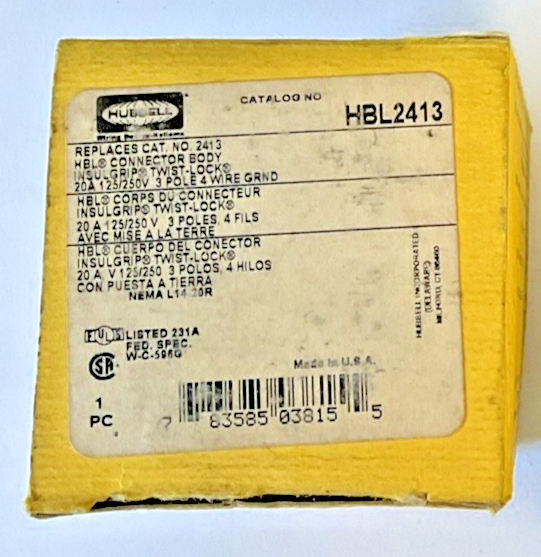 HUBBELL
CATALOG NO
HBL2413
REPLACES CAT. NO. 2413
HBL® CONNECTOR BODY
INSULGRIP® TWIST-LOCK®
20A 125/250V 3 POLE 4 WIRE GRND
HBL® CORPS DU CONNECTEUR
INSULGRIP® TWIST-LOCK®
20 A 125/250 V 3 POLES, 4 FILS
AVEC MISE A LA TERRE
HBL® CUERPO DEL CONECTOR
INSULGRIP® TWIST-LOCK®
20 A, V 125/250 3 POLOS, 4 HILOS
CON PUESTA A TIERRA
NEMA L14-20R
HUBBELL INCORPORATED
(DELAWARE)
MILFORD, CT 06460
LISTED 231A
FED. SPEC.
W-C-596G
Made in U.S.A.
1
PC
7 83585 03815 5